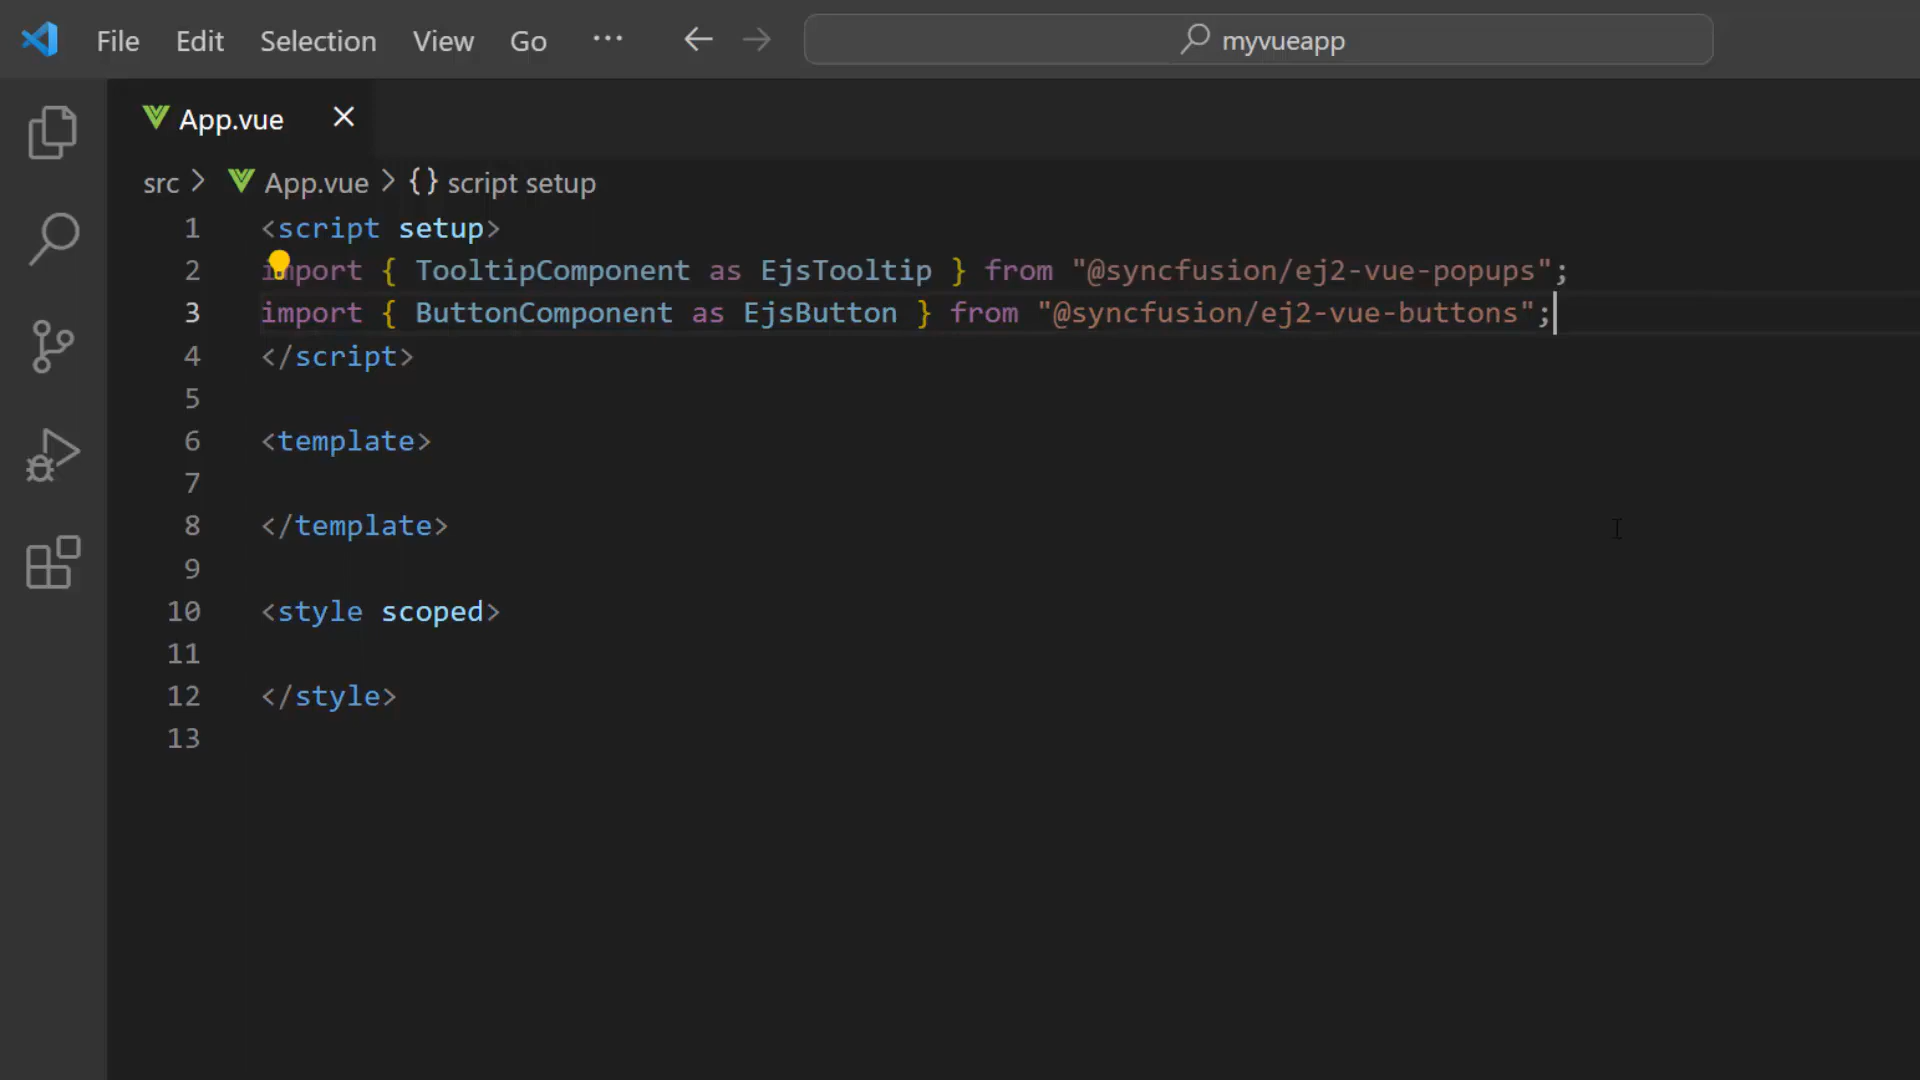 File Edit Selection View Go ··· myvueapp
App.vue
src > App.vue > {} script setup
1 <script setup>
2 import { TooltipComponent as EjsTooltip } from "@syncfusion/ej2-vue-popups";
3 import { ButtonComponent as EjsButton } from "@syncfusion/ej2-vue-buttons";
4 </script>
5
6 <template>
7
8 </template>
9
10 <style scoped>
11
12 </style>
13